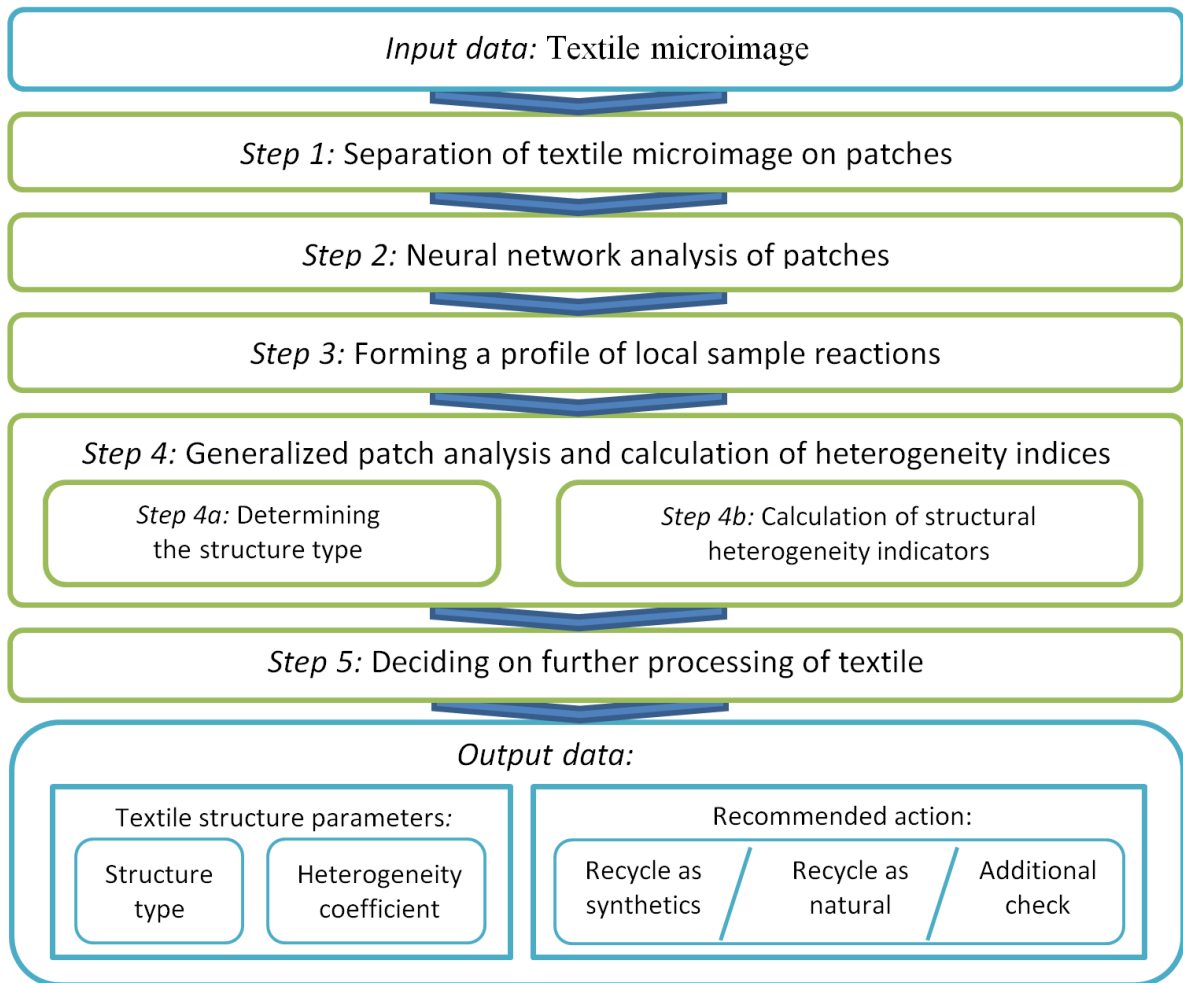 Input data: Textile microimage
Step 1: Separation of textile microimage on patches
Step 2: Neural network analysis of patches
Step 3: Forming a profile of local sample reactions
Step 4: Generalized patch analysis and calculation of heterogeneity indices
Step 4a: Determining
the structure type
Step 4b: Calculation of structural
heterogeneity indicators
Step 5: Deciding on further processing of textile
Output data:
Textile structure parameters:
Structure
type
Heterogeneity
coefficient
Recommended action:
Recycle as
synthetics
Recycle as
natural
Additional
check